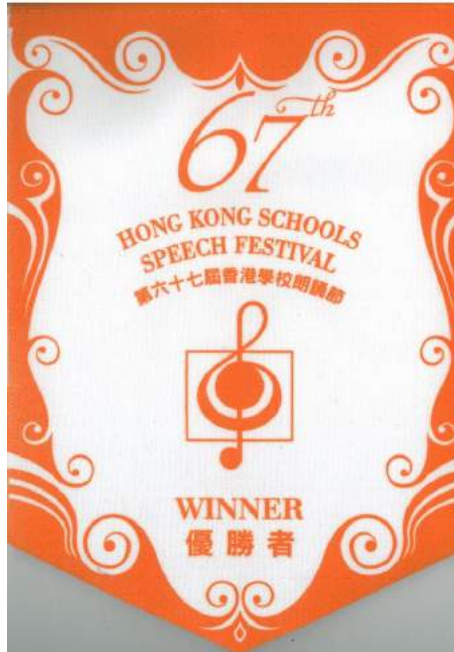 67th
HONG KONG SCHOOLS
SPEECH FESTIVAL
第六十七屆香港學校朗誦節
WINNER
優勝者